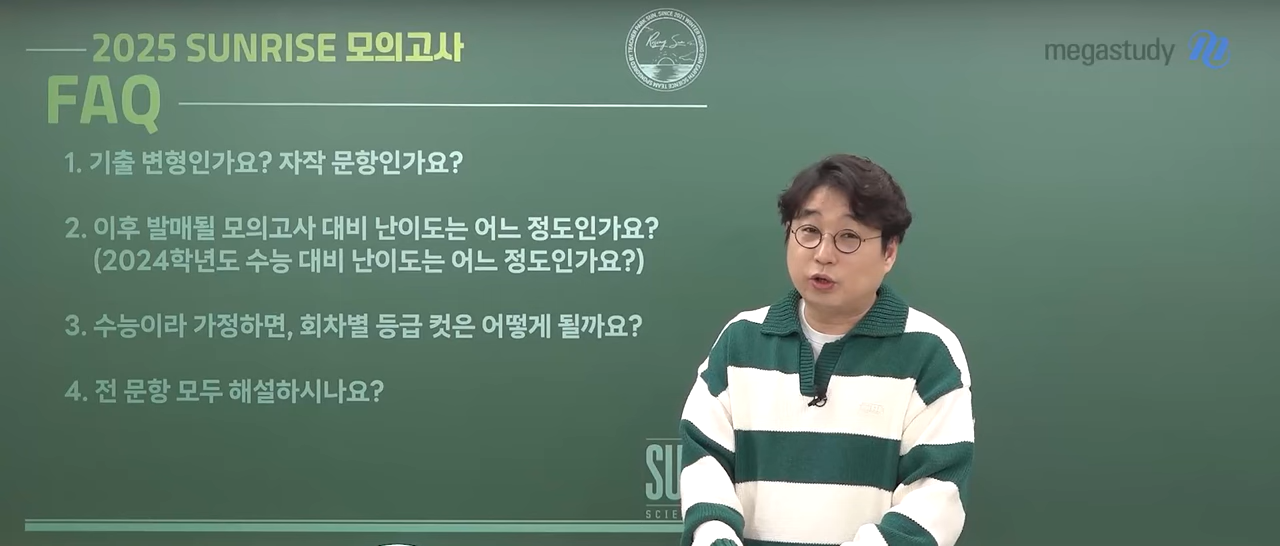 2025 SUNRISE 모의고사
FAQ
megastudy
1. 기출 변형인가요? 자작 문항인가요?
2. 이후 발매될 모의고사 대비 난이도는 어느 정도인가요?
(2024학년도 수능 대비 난이도는 어느 정도인가요?)
3. 수능이라 가정하면, 회차별 등급 컷은 어떻게 될까요?
4. 전 문항 모두 해설하시나요?
SU
SCIE